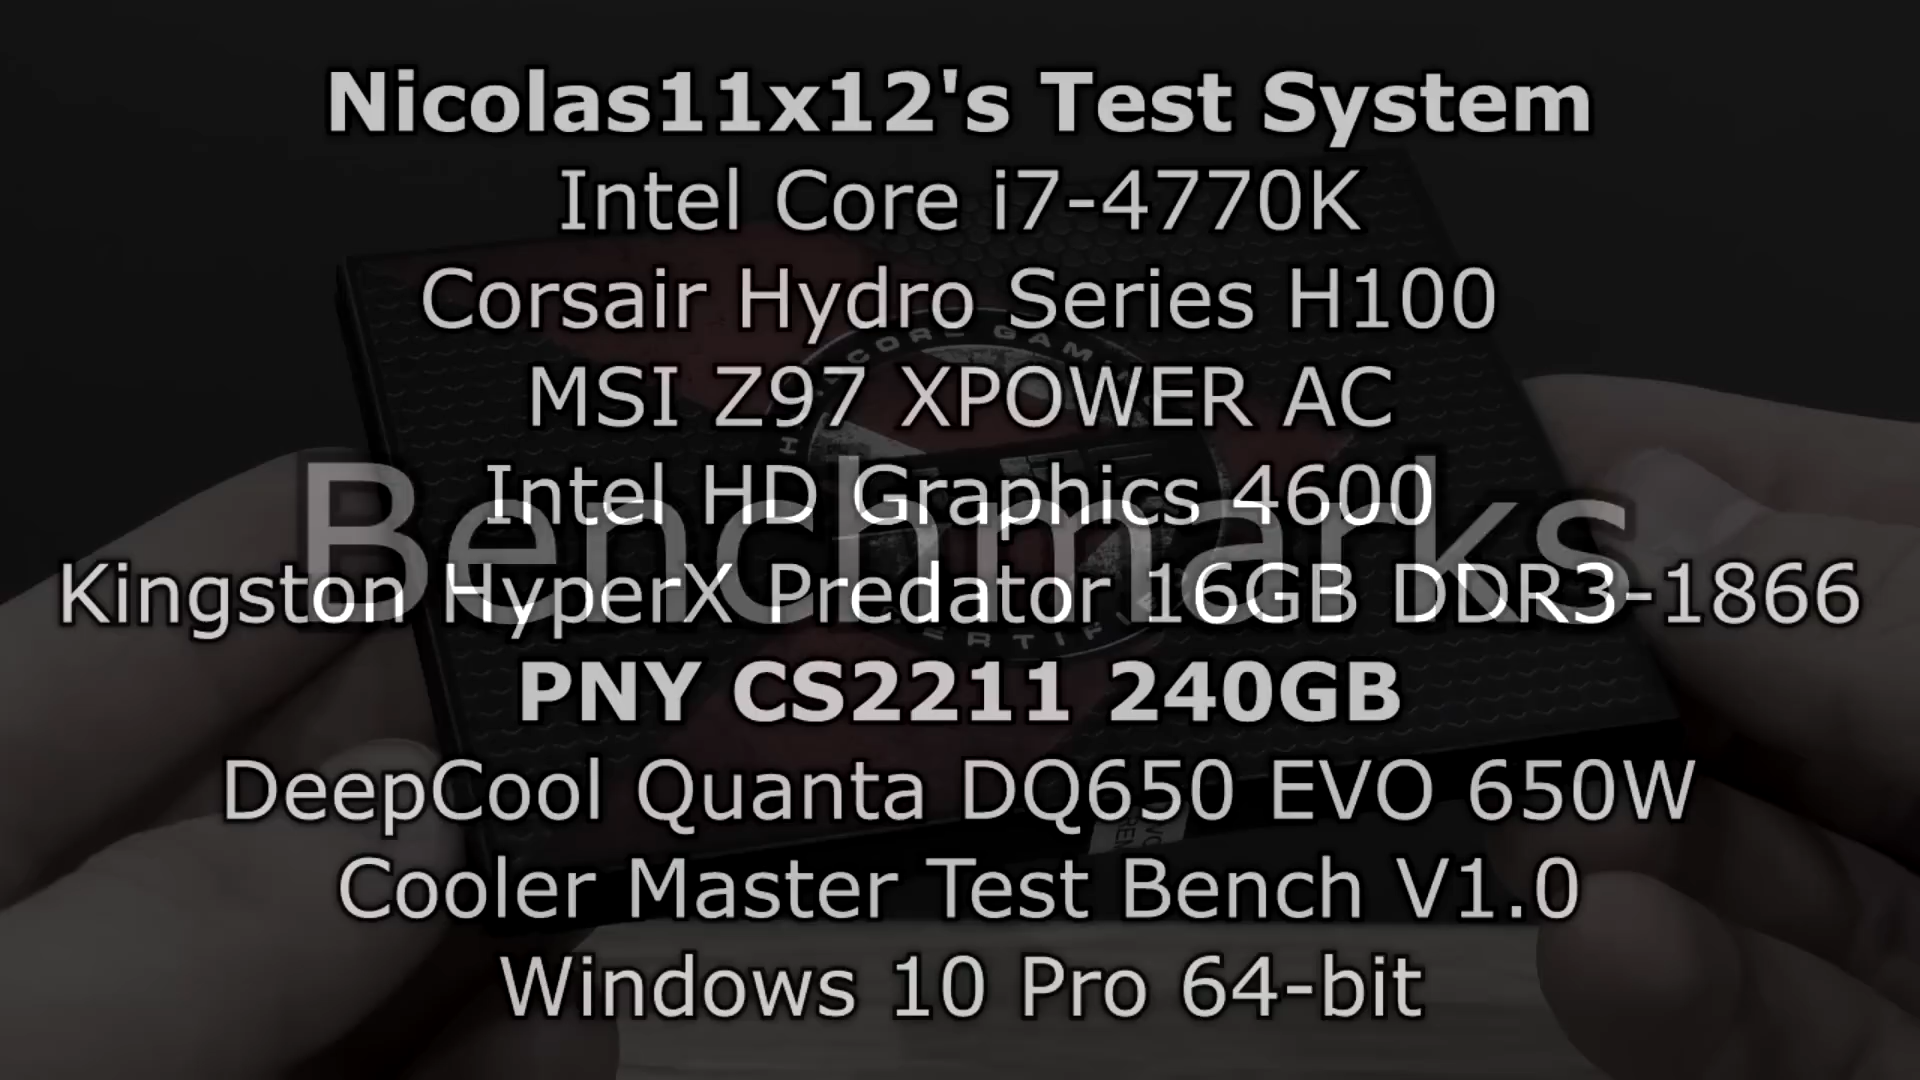 Nicolas11x12's Test System
Intel Core i7-4770K
Corsair Hydro Series H100
MSI Z97 XPOWER AC
Intel HD Graphics 4600
Benchmarks
Kingston HyperX Predator 16GB DDR3-1866
PNY CS2211 240GB
DeepCool Quanta DQ650 EVO 650W
Cooler Master Test Bench V1.0
Windows 10 Pro 64-bit